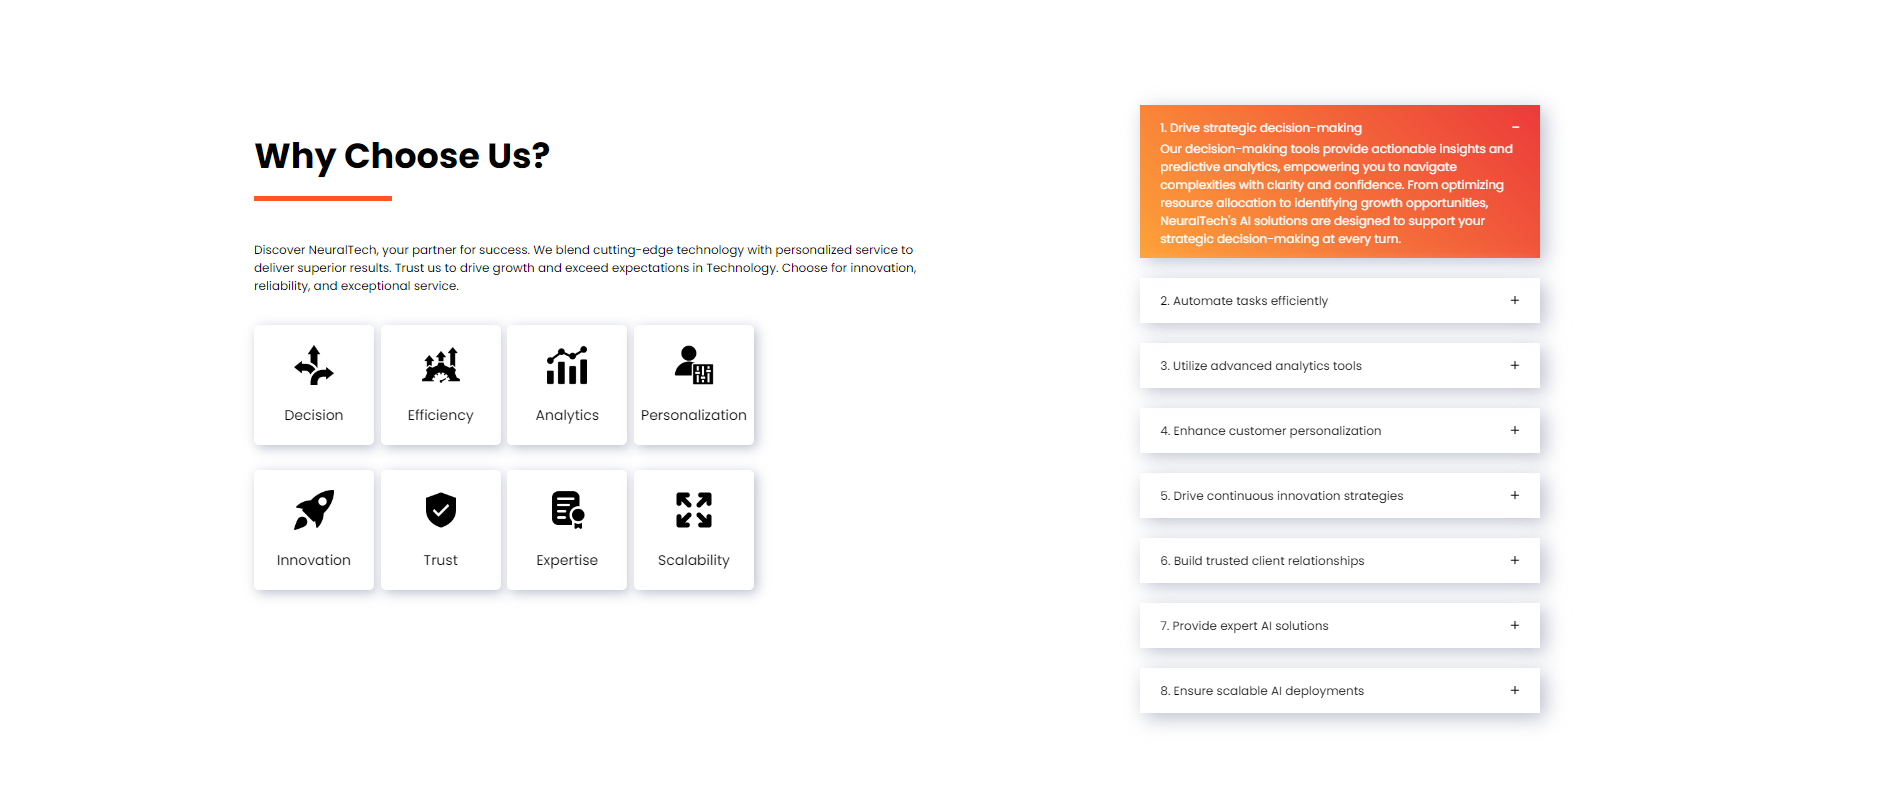 Why Choose Us?
Discover NeuralTech, your partner for success. We blend cutting-edge technology with personalized service to
deliver superior results. Trust us to drive growth and exceed expectations in Technology. Choose for innovation,
reliability, and exceptional service.
Decision
Efficiency
Analytics
Personalization
Innovation
Trust
Expertise
Scalability
1. Drive strategic decision-making −
Our decision-making tools provide actionable insights and
predictive analytics, empowering you to navigate
complexities with clarity and confidence. From optimizing
resource allocation to identifying growth opportunities,
NeuralTech's AI solutions are designed to support your
strategic decision-making at every turn.
2. Automate tasks efficiently +
3. Utilize advanced analytics tools +
4. Enhance customer personalization +
5. Drive continuous innovation strategies +
6. Build trusted client relationships +
7. Provide expert AI solutions +
8. Ensure scalable AI deployments +